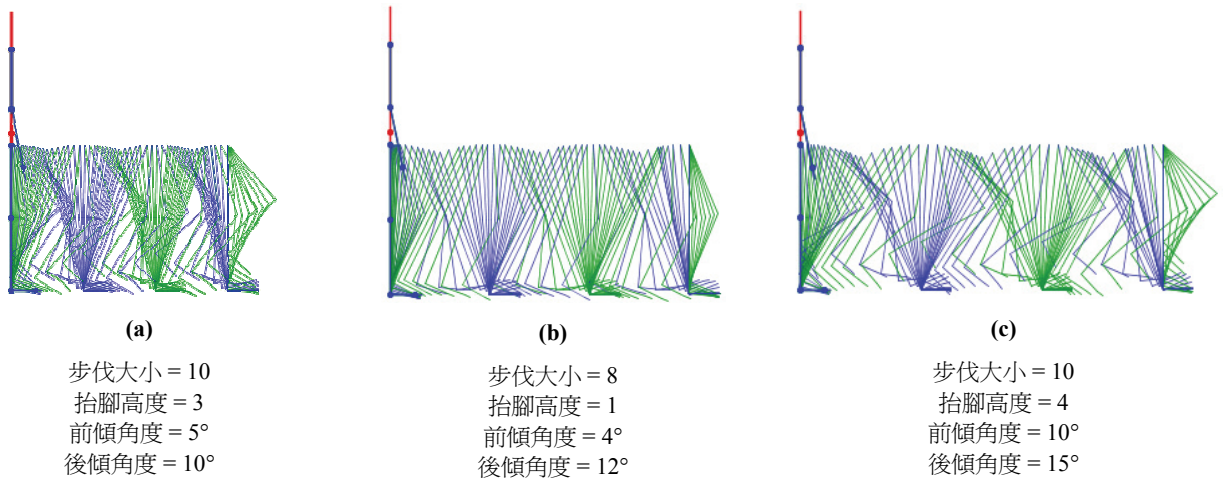 (a)
步伐大小 = 10
抬腳高度 = 3
前傾角度 = 5°
後傾角度 = 10°
(b)
步伐大小 = 8
抬腳高度 = 1
前傾角度 = 4°
後傾角度 = 12°
(c)
步伐大小 = 10
抬腳高度 = 4
前傾角度 = 10°
後傾角度 = 15°